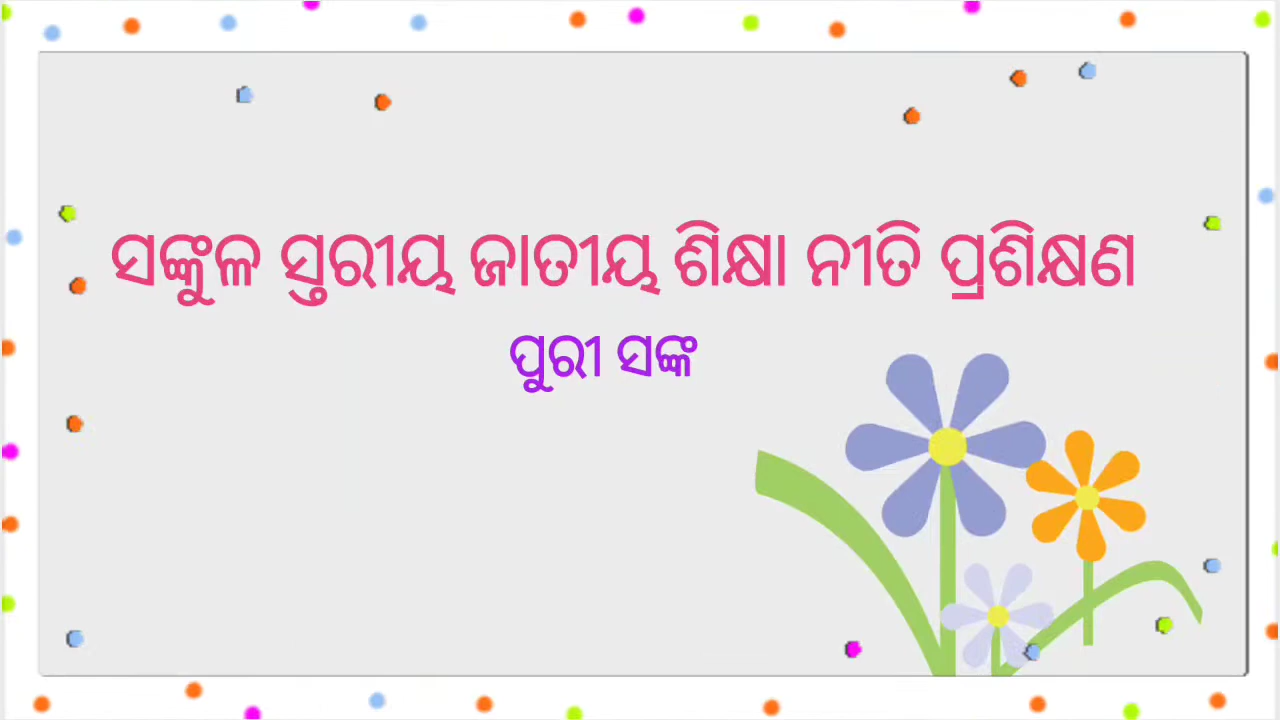 ସଙ୍କୁଳ ସ୍ତରୀୟ ଜାତୀୟ ଶିକ୍ଷା ନୀତି ପ୍ରଶିକ୍ଷଣ
ପୁରୀ ସଙ୍କ